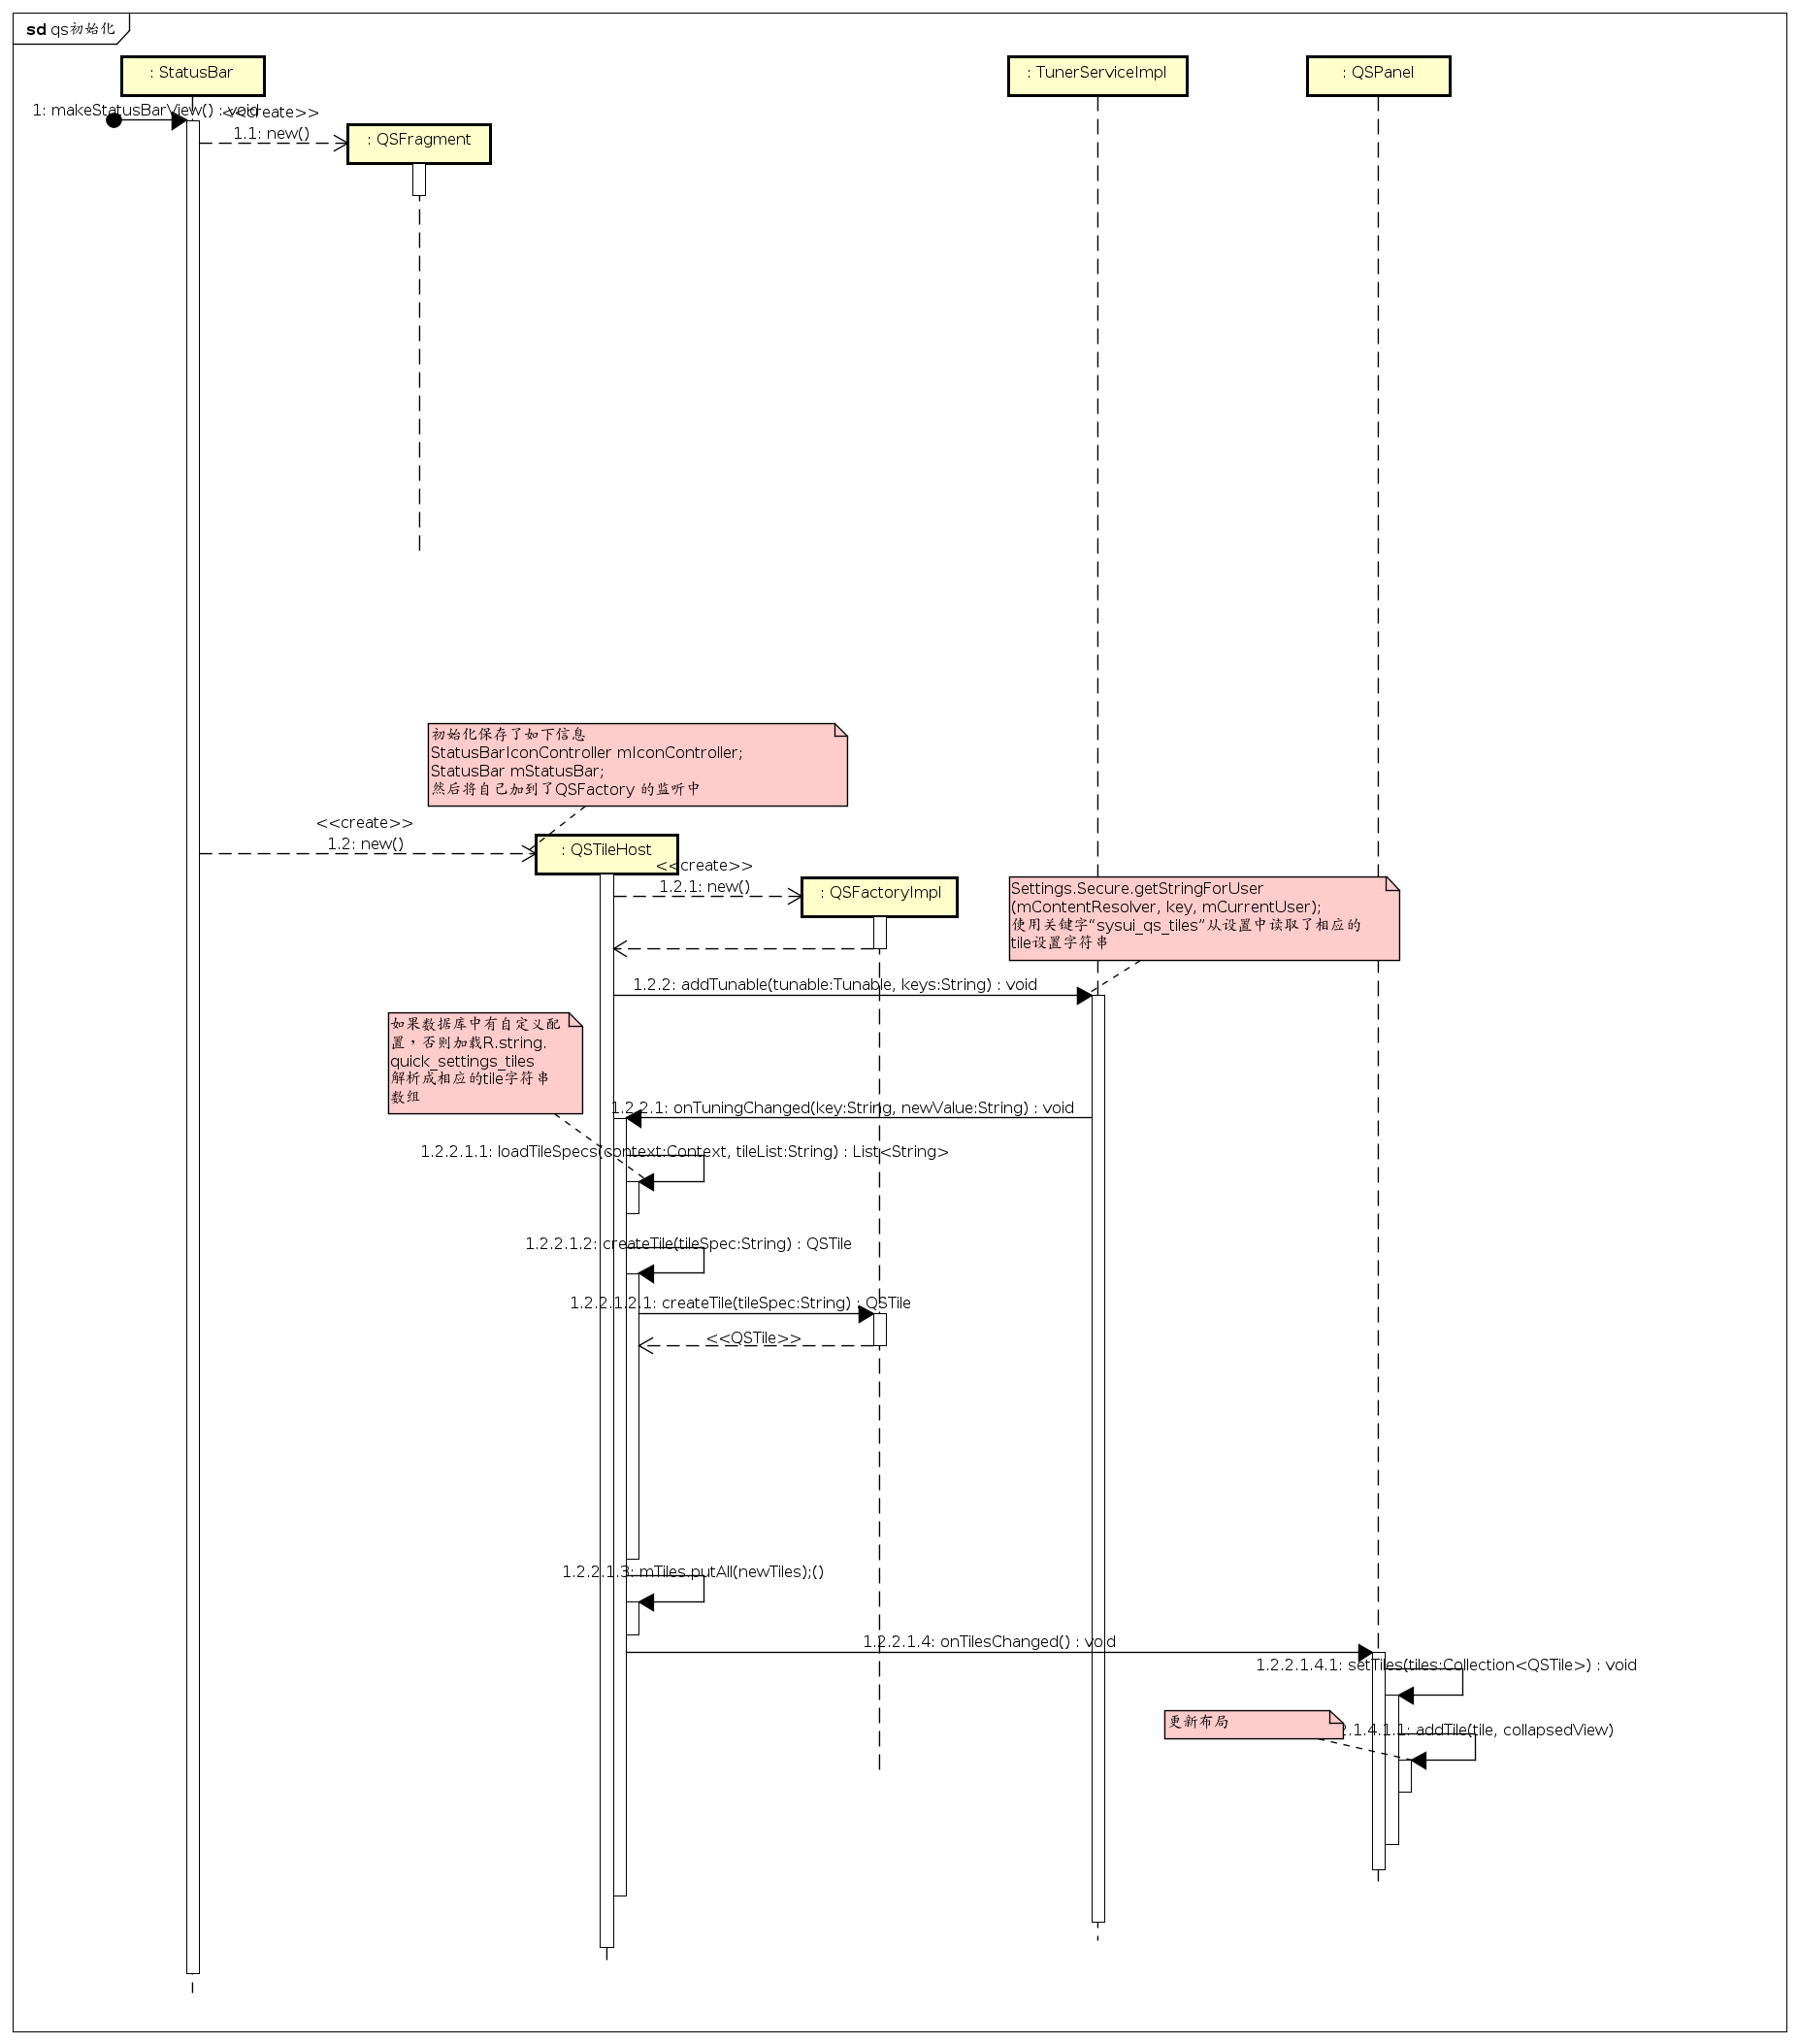 sd qs初始化
: StatusBar
: TunerServiceImpl
: QSPanel
1: makeStatusBarView() : void
<<create>>
1.1: new()
: QSFragment
初始化保存了如下信息
StatusBarIconController mIconController;
StatusBar mStatusBar;
然后将自己加到了QSFactory 的监听中
<<create>>
1.2: new()
: QSTileHost
<<create>>
1.2.1: new()
: QSFactoryImpl
Settings.Secure.getStringForUser
(mContentResolver, key, mCurrentUser);
使用关键字“sysui_qs_tiles”从设置中读取了相应的
tile设置字符串
1.2.2: addTunable(tunable:Tunable, keys:String) : void
如果数据库中有自定义配
置，否则加载R.string.
quick_settings_tiles
解析成相应的tile字符串
数组
1.2.2.1: onTuningChanged(key:String, newValue:String) : void
1.2.2.1.1: loadTileSpecs(context:Context, tileList:String) : List<String>
1.2.2.1.2: createTile(tileSpec:String) : QSTile
1.2.2.1.2.1: createTile(tileSpec:String) : QSTile
<<QSTile>>
1.2.2.1.3: mTiles.putAll(newTiles);()
1.2.2.1.4: onTilesChanged() : void
1.2.2.1.4.1: setTiles(tiles:Collection<QSTile>) : void
更新布局
.1.4.1.1: addTile(tile, collapsedView)